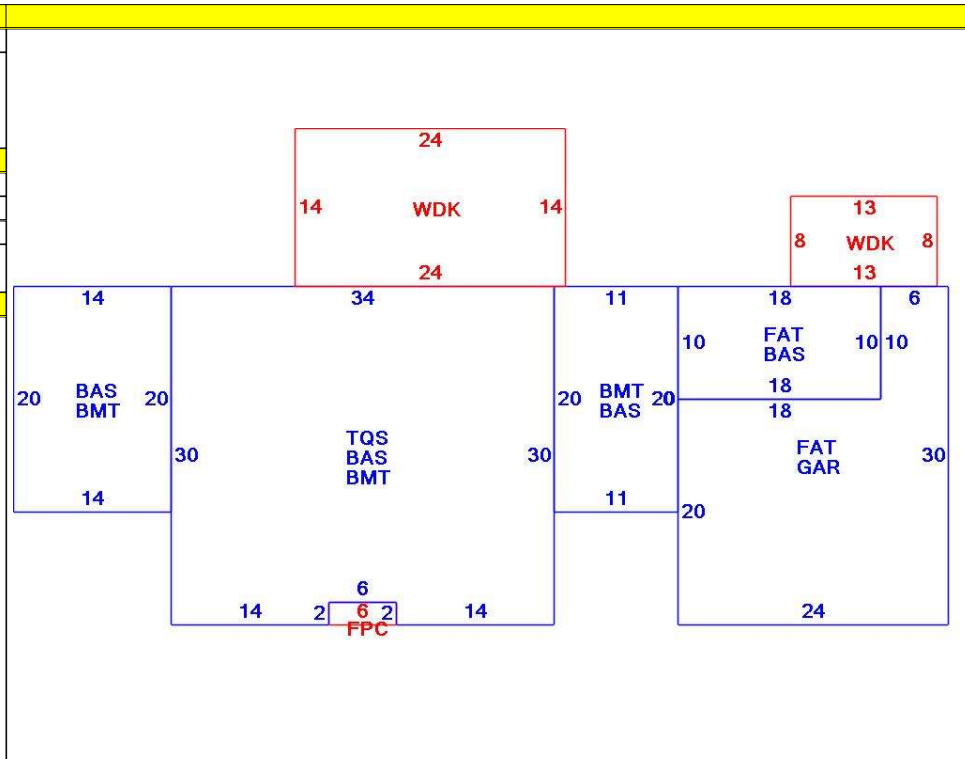 24
14 WDK 14
24
13
8 WDK 8
13
14
34
11
18
6
10 FAT 10 10
BAS
18
18
20 BAS 20
BMT
20 BMT 20
BAS
30 TQS 30
BAS
BMT
FAT 30
GAR
14
11
20
6
14 2 6 2 14
FPC
24